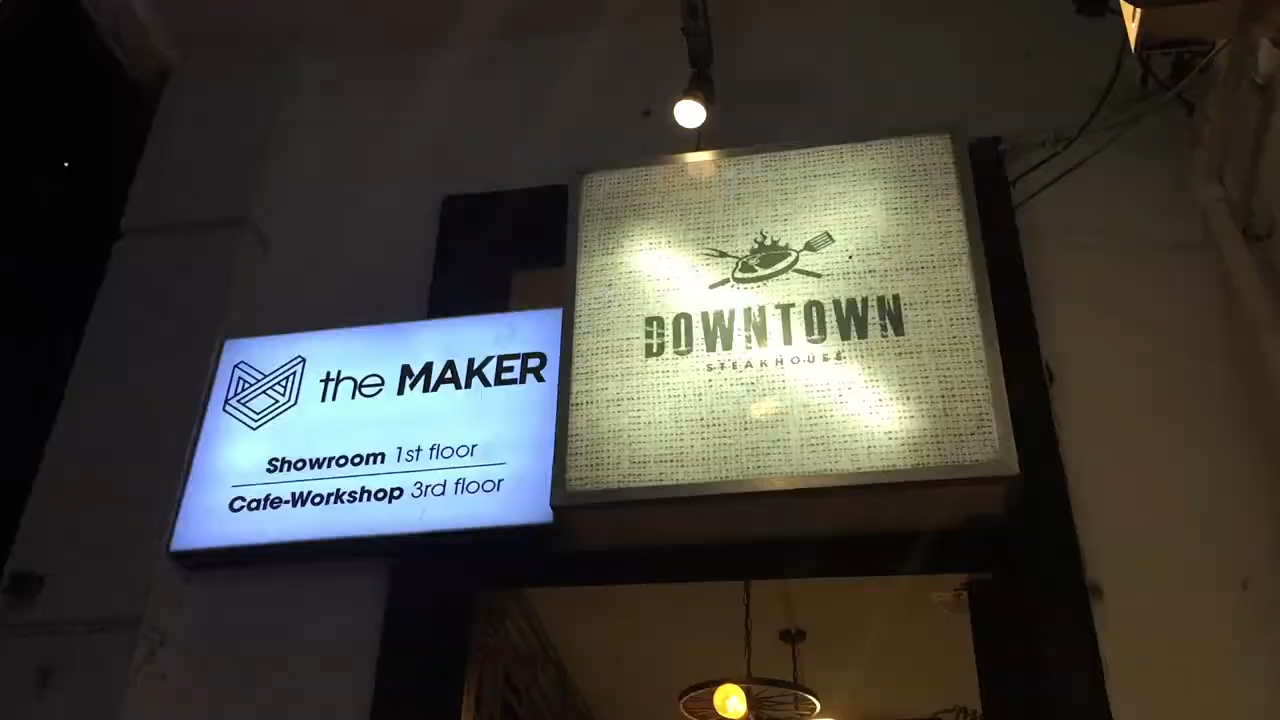 the MAKER
Showroom 1st floor
Cafe-Workshop 3rd floor
DOWNTOWN
STEAKHOUSE